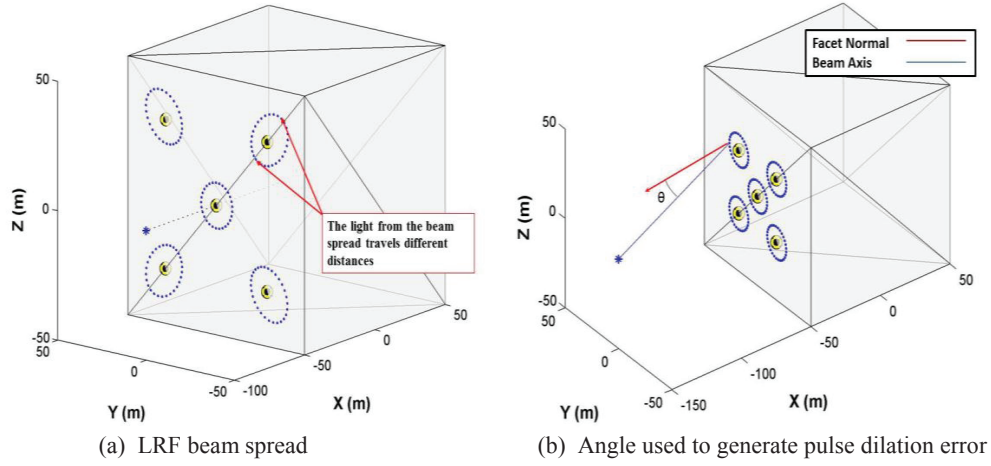 50
0
-50
Z (m)
50
0
-50
Y (m)
-100
-50
0
50
X (m)
The light from the beam
spread travels different
distances
(a) LRF beam spread
Facet Normal
Beam Axis
θ
50
0
-50
Z (m)
50
0
-50
Y (m)
-150
-100
-50
0
50
X (m)
(b) Angle used to generate pulse dilation error